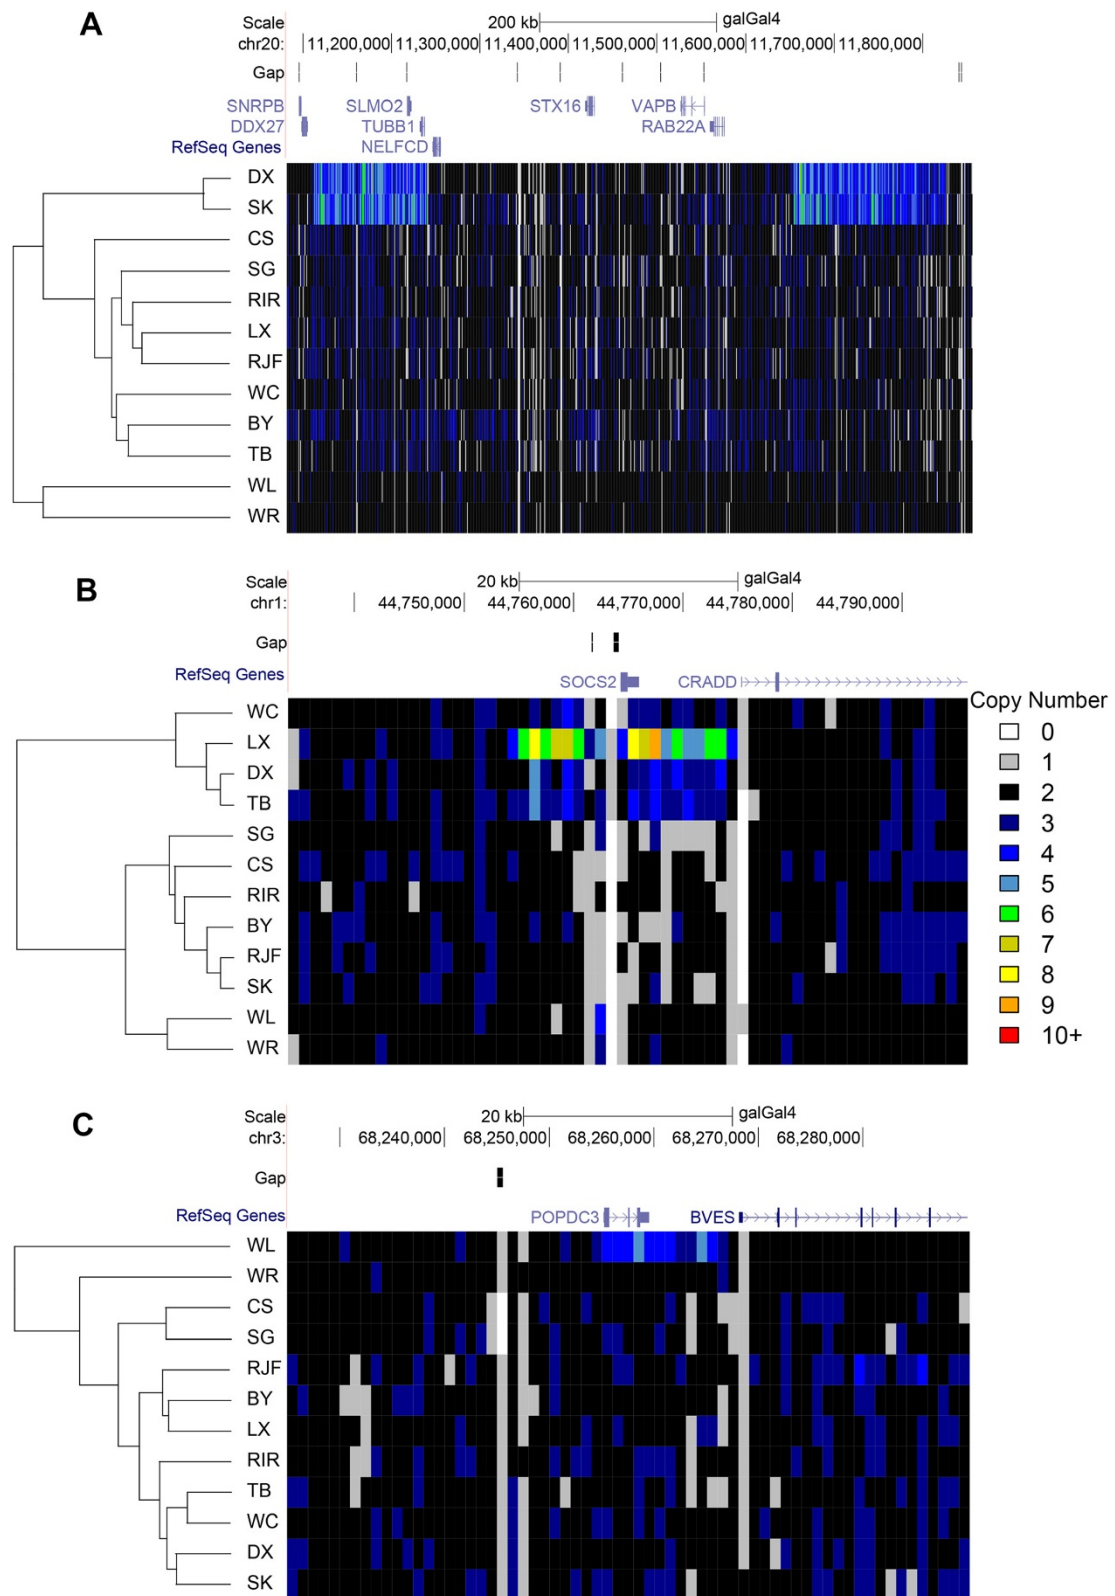 A
Scale 200 kb galGal4
chr20: 11,200,000 11,300,000 11,400,000 11,500,000 11,600,000 11,700,000 11,800,000
Gap
SNRPB SLMO2 STX16 VAPB
DDX27 TUBB1 RAB22A
RefSeq Genes NELFCD
DX
SK
CS
SG
RIR
LX
RJF
WC
BY
TB
WL
WR
B
Scale 20 kb galGal4
chr1: 44,750,000 44,760,000 44,770,000 44,780,000 44,790,000
Gap
RefSeq Genes SOCS2 CRADD
WC
LX
DX
TB
SG
CS
RIR
BY
RJF
SK
WL
WR
Copy Number
0
1
2
3
4
5
6
7
8
9
10+
C
Scale 20 kb galGal4
chr3: 68,240,000 68,250,000 68,260,000 68,270,000 68,280,000
Gap
RefSeq Genes POPDC3 BVES
WL
WR
CS
SG
RJF
BY
LX
RIR
TB
WC
DX
SK